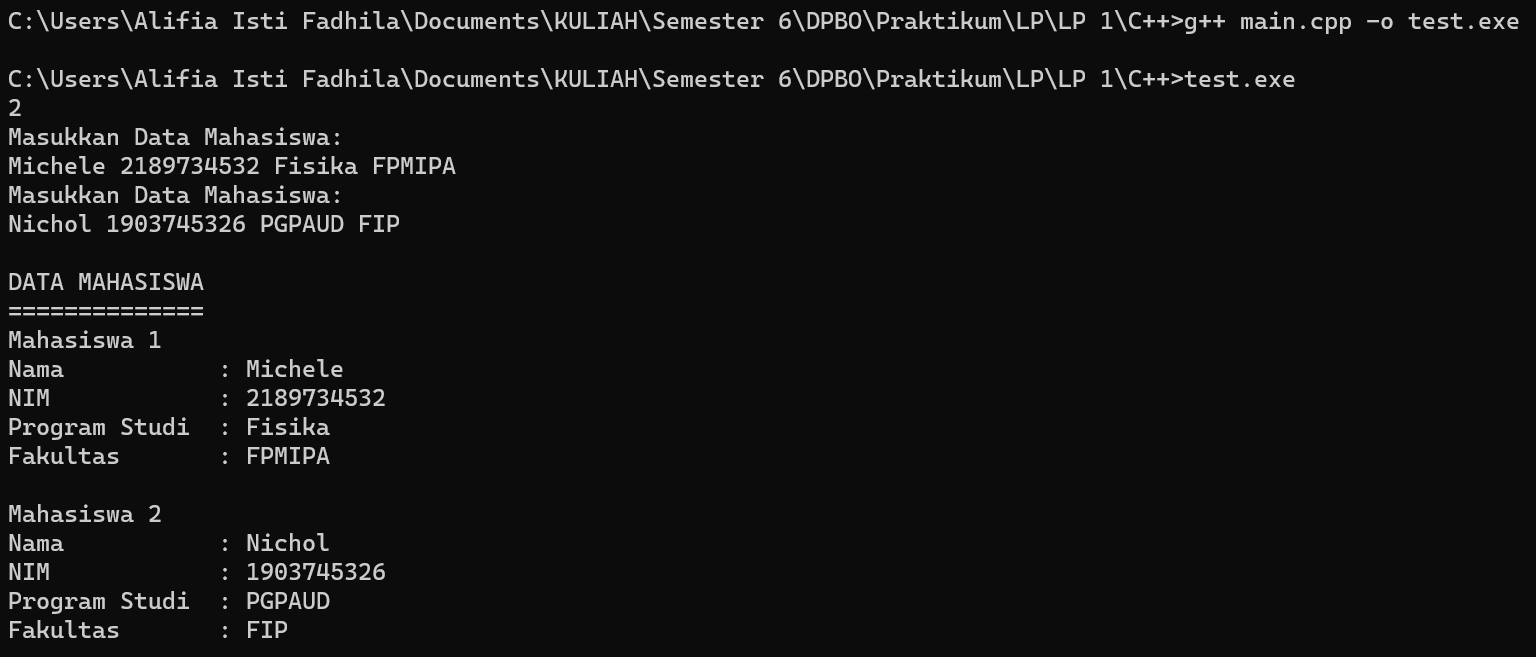 C:\Users\Alifia Isti Fadhila\Documents\KULIAH\Semester 6\DPBO\Praktikum\LP\LP 1\C++>g++ main.cpp -o test.exe
C:\Users\Alifia Isti Fadhila\Documents\KULIAH\Semester 6\DPBO\Praktikum\LP\LP 1\C++>test.exe
2
Masukkan Data Mahasiswa:
Michele 2189734532 Fisika FPMIPA
Masukkan Data Mahasiswa:
Nichol 1903745326 PGPAUD FIP
DATA MAHASISWA
==============
Mahasiswa 1
Nama           : Michele
NIM            : 2189734532
Program Studi  : Fisika
Fakultas       : FPMIPA
Mahasiswa 2
Nama           : Nichol
NIM            : 1903745326
Program Studi  : PGPAUD
Fakultas       : FIP